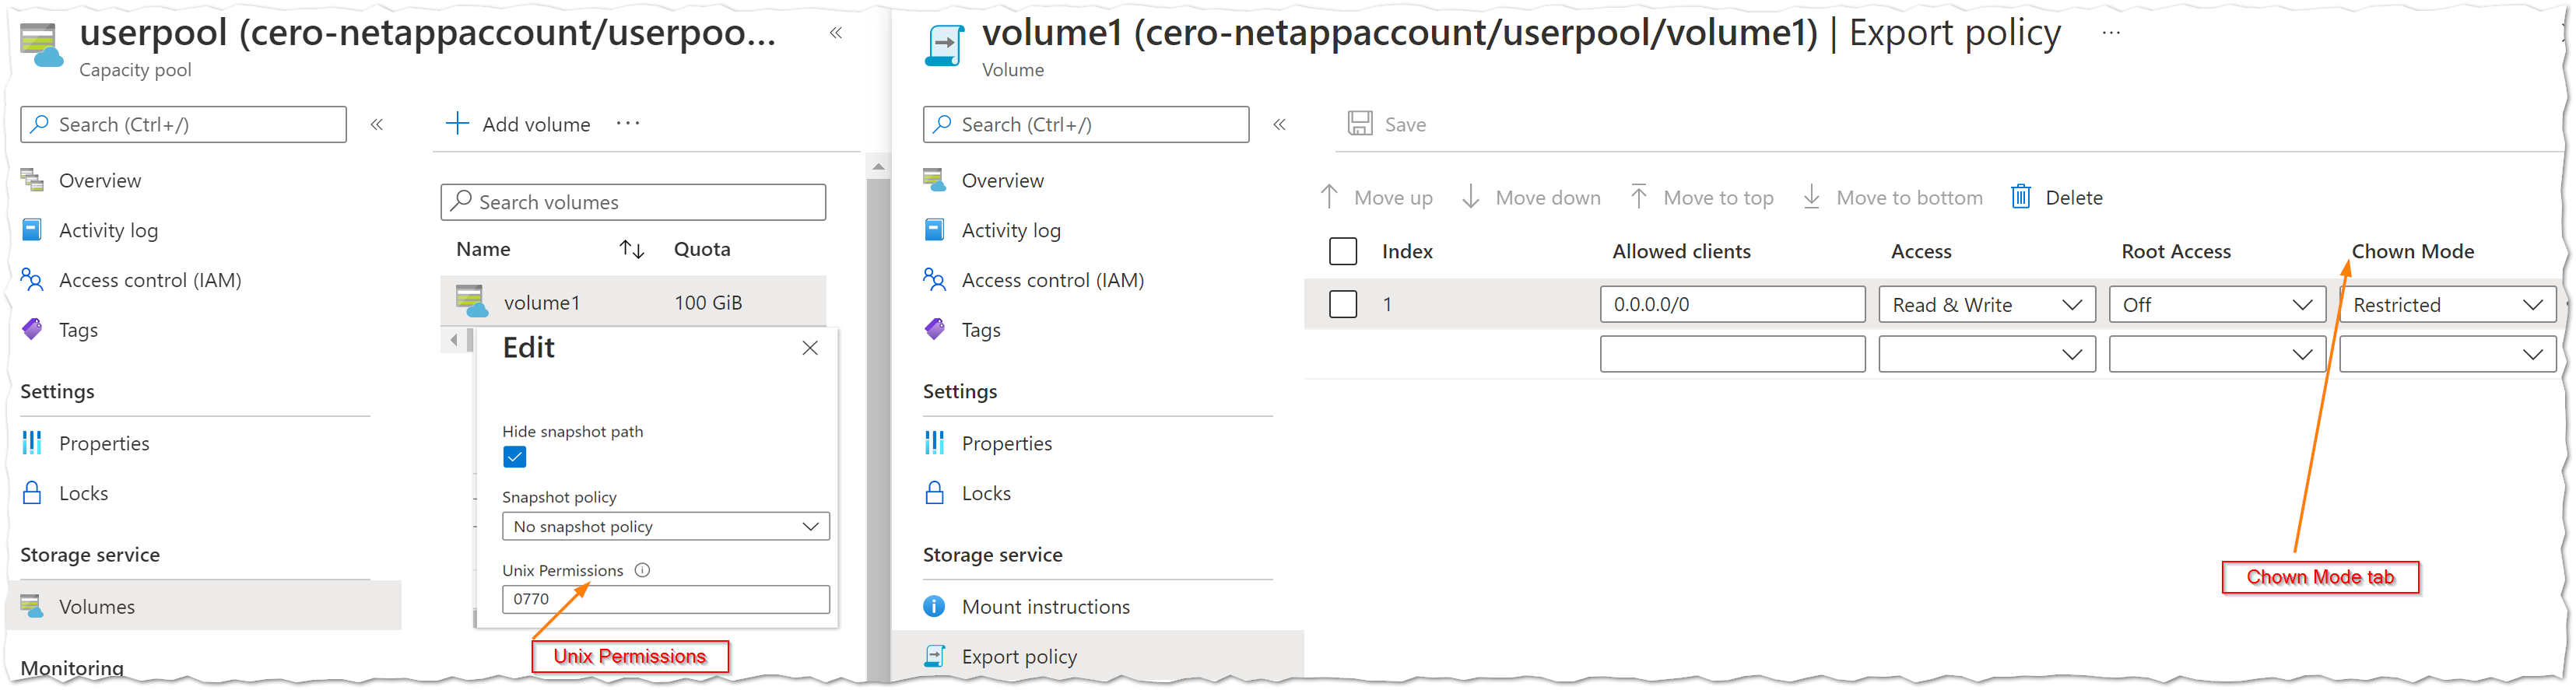 userpool (cero-netappaccount/userpoo...
Capacity pool
Search (Ctrl+/)
Overview
Activity log
Access control (IAM)
Tags
Settings
Properties
Locks
Storage service
Volumes
Monitoring
Add volume ...
Search volumes
Name Quota
volume1 100 GiB
Edit
Hide snapshot path
Snapshot policy
No snapshot policy
Unix Permissions
0770
Unix Permissions
volume1 (cero-netappaccount/userpool/volume1) | Export policy ...
Volume
Search (Ctrl+/)
Overview
Activity log
Access control (IAM)
Tags
Settings
Properties
Locks
Storage service
Mount instructions
Export policy
Save
Move up Move down Move to top Move to bottom Delete
Index Allowed clients Access Root Access Chown Mode
1 0.0.0.0/0 Read & Write Off Restricted
Chown Mode tab